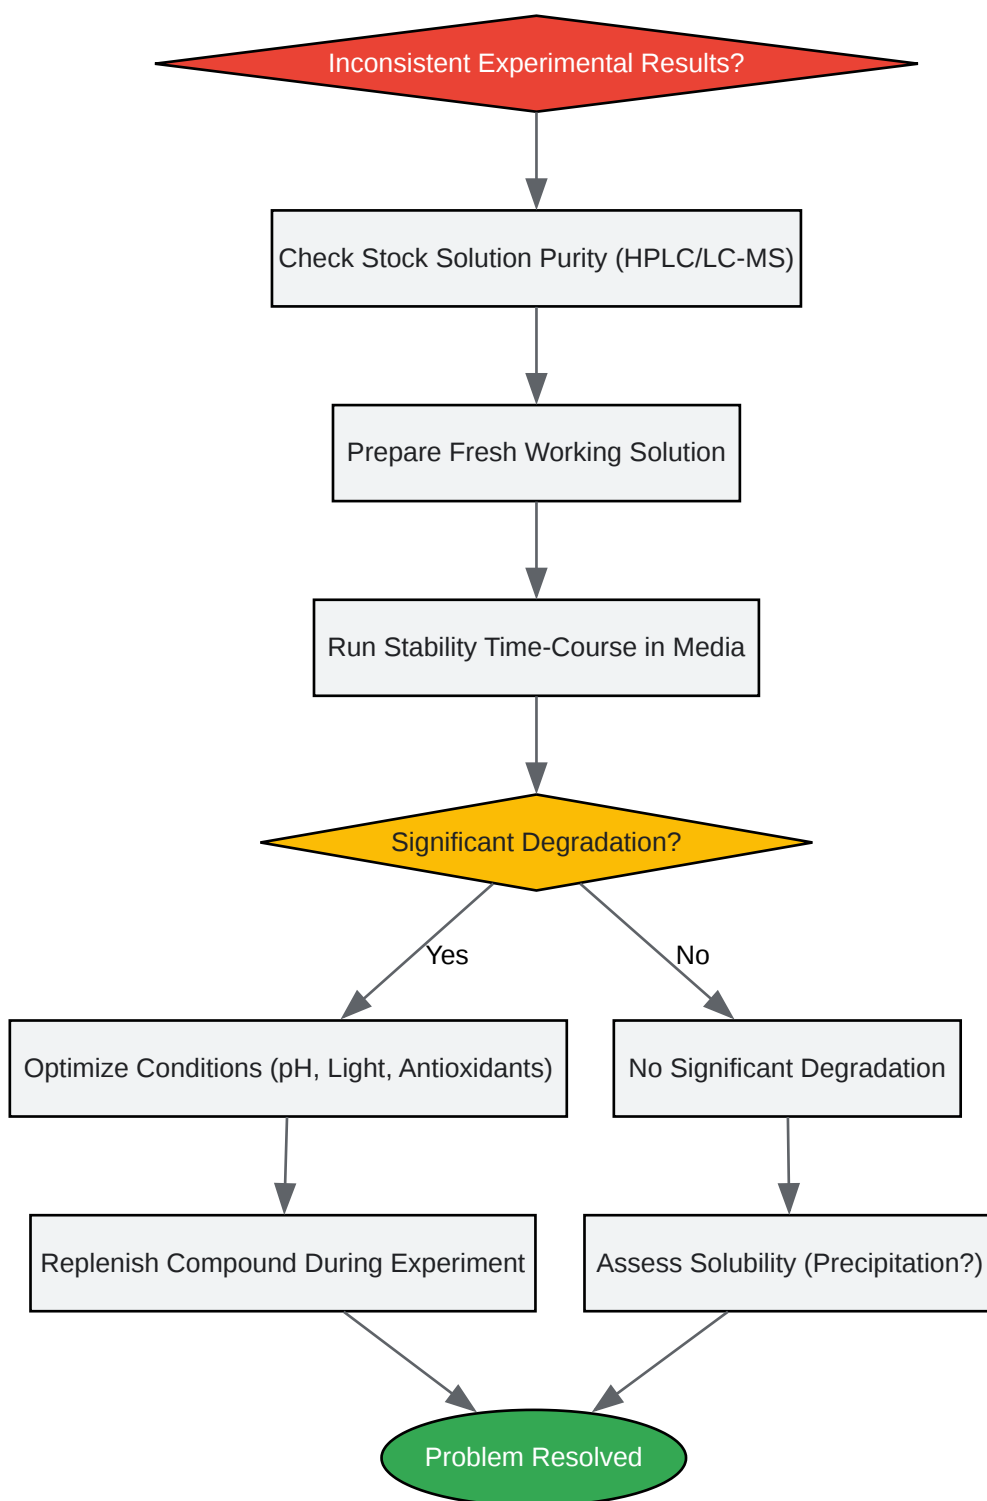 Inconsistent Experimental Results?
Check Stock Solution Purity (HPLC/LC-MS)
Prepare Fresh Working Solution
Run Stability Time-Course in Media
Significant Degradation?
Yes
No
Optimize Conditions (pH, Light, Antioxidants)
No Significant Degradation
Replenish Compound During Experiment
Assess Solubility (Precipitation?)
Problem Resolved